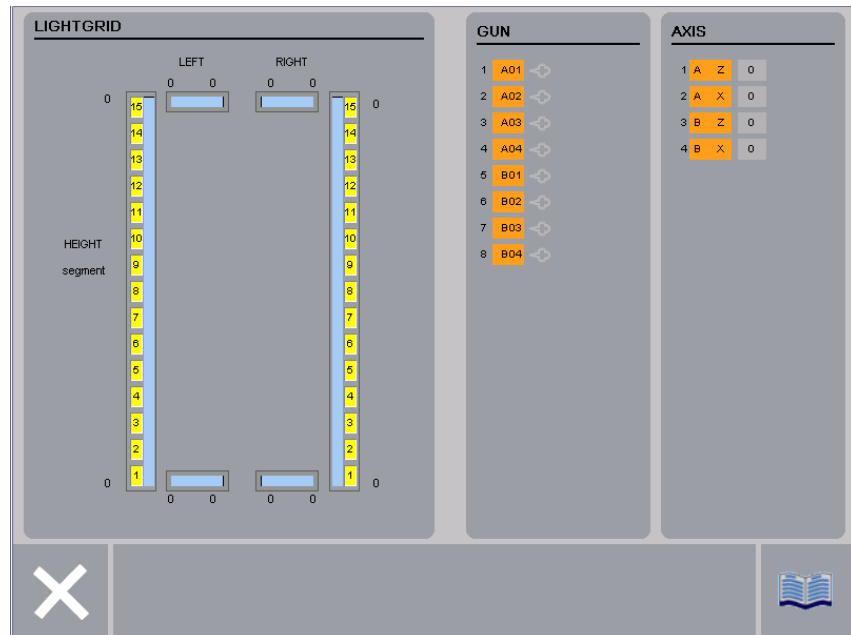 LIGHTGRID
LEFT RIGHT
0 0 0 0
0 15 15 0
14 14
13 13
12 12
11 11
HEIGHT 10 10
segment 9 9
8 8
7 7
6 6
5 5
4 4
3 3
2 2
0 1 1 0
0 0 0 0
GUN
1 A01
2 A02
3 A03
4 A04
5 B01
6 B02
7 B03
8 B04
AXIS
1 A Z 0
2 A X 0
3 B Z 0
4 B X 0